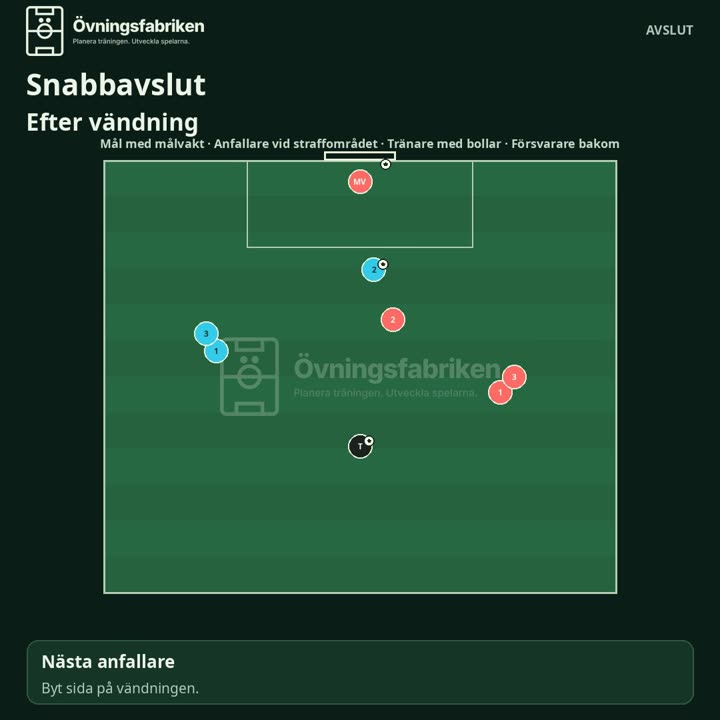 Övningsfabriken
Planera träningen. Utveckla spelarna.
AVSLUT
Snabbavslut
Efter vändning
Mål med målvakt · Anfallare vid straffområdet · Tränare med bollar · Försvarare bakom
MV
2
2
3
1
Övningsfabriken
Planera träningen. Utveckla spelarna.
3
1
T
Nästa anfallare
Byt sida på vändningen.